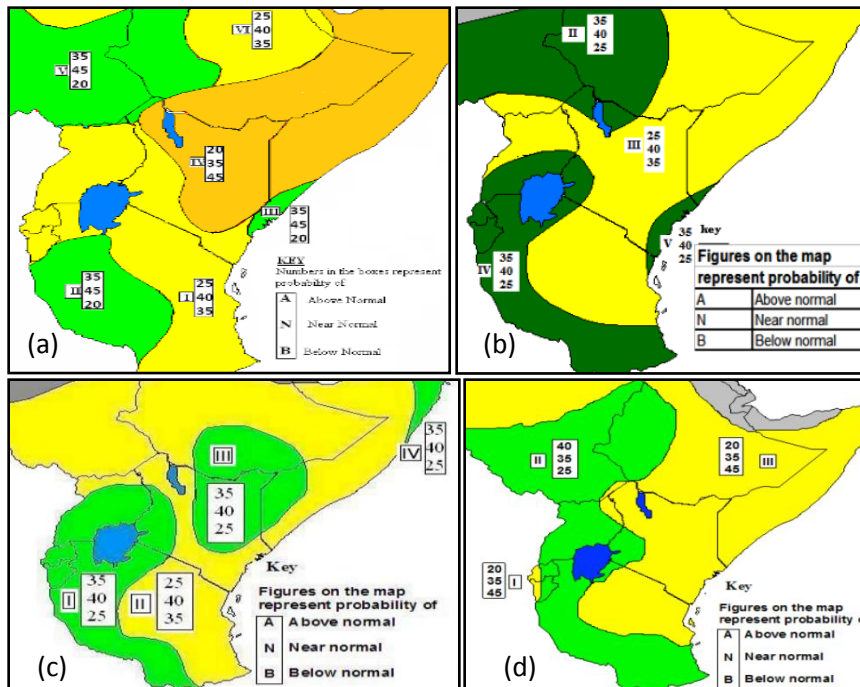 VI
25
40
35
V
35
45
20
IV
20
35
45
III
35
45
20
II
35
45
20
I
25
40
35
KEY
Numbers in the boxes represent
probability of
A Above Normal
N Near Normal
B Below Normal
(a)
II
35
40
25
III
25
40
35
V
35
40
25
IV
35
40
25
key
Figures on the map
represent probability of
A Above normal
N Near normal
B Below normal
(b)
III
35
40
25
IV
35
40
25
I
35
40
25
II
25
40
35
Key
Figures on the map
represent probability of
A Above normal
N Near normal
B Below normal
(c)
II
40
35
25
20
35
45
III
20
35
45
I
Key
Figures on the map
represent probability of
A Above normal
N Near normal
B Below normal
(d)